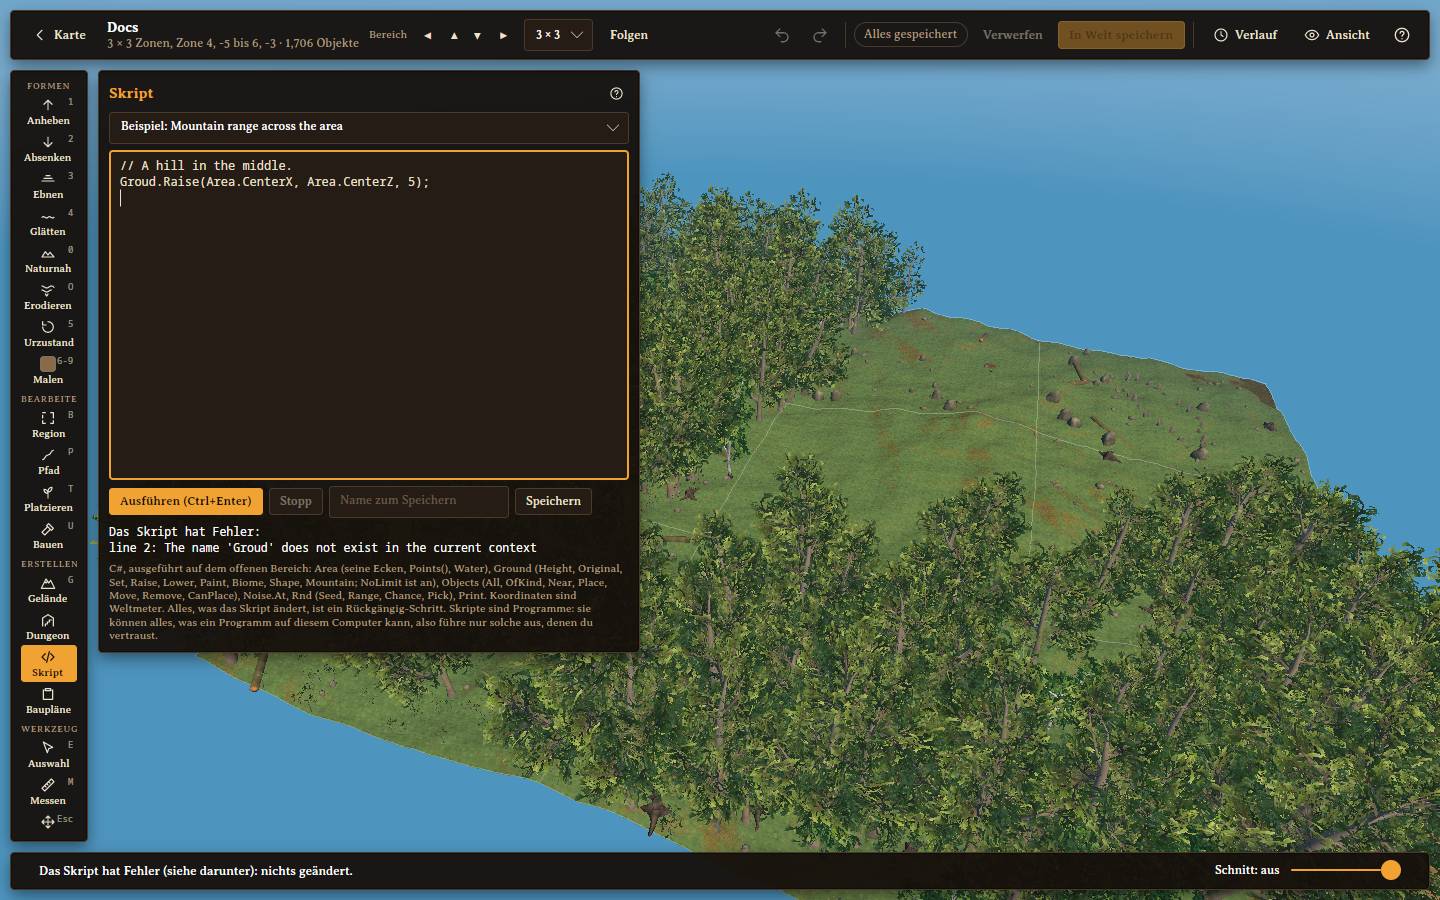 Karte
Docs
3 × 3 Zonen, Zone 4, -5 bis 6, -3 · 1,706 Objekte
Bereich
3 × 3
Folgen
Alles gespeichert
Verwerfen
In Welt speichern
Verlauf
Ansicht
FORMEN
1
Anheben
2
Absenken
3
Ebnen
4
Glätten
0
Naturnah
O
Erodieren
5
Urzustand
6-9
Malen
BEARBEITE
B
Region
P
Pfad
T
Platzieren
U
Bauen
ERSTELLEN
G
Gelände
Dungeon
Skript
Baupläne
WERKZEUG
E
Auswahl
M
Messen
Esc
Skript
Beispiel: Mountain range across the area
// A hill in the middle.
Groud.Raise(Area.CenterX, Area.CenterZ, 5);
Ausführen (Ctrl+Enter)
Stopp
Name zum Speichern
Speichern
Das Skript hat Fehler:
line 2: The name 'Groud' does not exist in the current context
C#, ausgeführt auf dem offenen Bereich: Area (seine Ecken, Points(), Water), Ground (Height, Original,
Set, Raise, Lower, Paint, Biome, Shape, Mountain; NoLimit ist an), Objects (All, OfKind, Near, Place,
Move, Remove, CanPlace), Noise.At, Rnd (Seed, Range, Chance, Pick), Print. Koordinaten sind
Weltmeter. Alles, was das Skript ändert, ist ein Rückgängig-Schritt. Skripte sind Programme: sie
können alles, was ein Programm auf diesem Computer kann, also führe nur solche aus, denen du
vertraust.
Das Skript hat Fehler (siehe darunter): nichts geändert.
Schnitt: aus